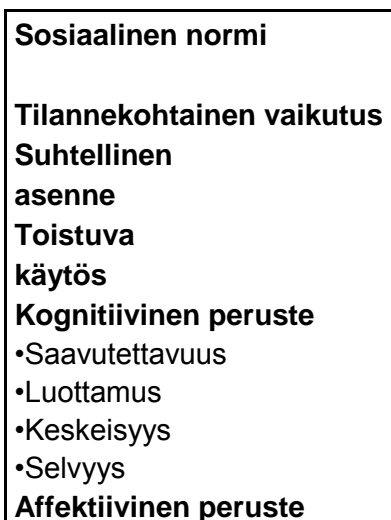 Sosiaalinen normi
Tilannekohtainen vaikutus
Suhtellinen
asenne
Toistuva
käytös
Kognitiivinen peruste
•Saavutettavuus
•Luottamus
•Keskeisyys
•Selvyys
Affektiivinen peruste